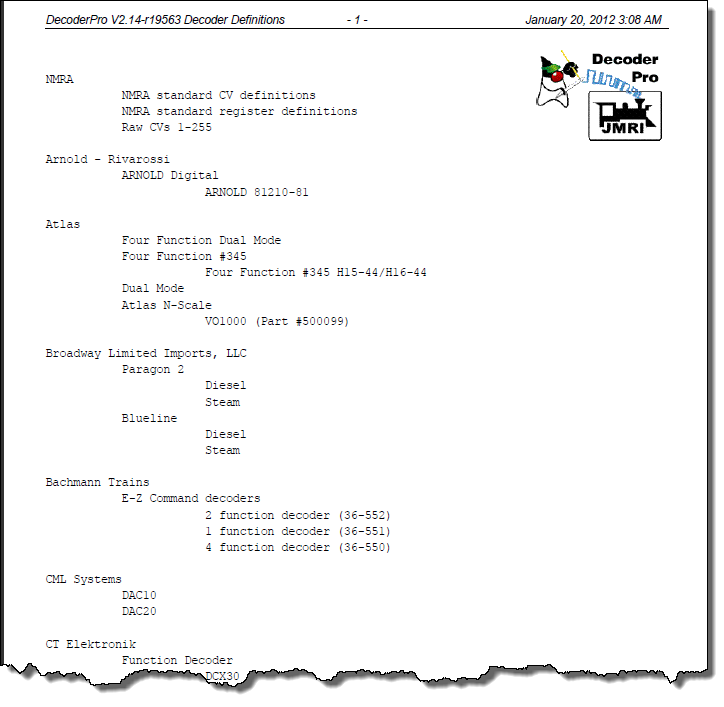 DecoderPro V2.14-r19563 Decoder Definitions - 1 - January 20, 2012 3:08 AM
Decoder
Pro
JMRI
NMRA
NMRA standard CV definitions
NMRA standard register definitions
Raw CVs 1-255
Arnold - Rivarossi
ARNOLD Digital
ARNOLD 81210-81
Atlas
Four Function Dual Mode
Four Function #345
Four Function #345 H15-44/H16-44
Dual Mode
Atlas N-Scale
VO1000 (Part #500099)
Broadway Limited Imports, LLC
Paragon 2
Diesel
Steam
Blueline
Diesel
Steam
Bachmann Trains
E-Z Command decoders
2 function decoder (36-552)
1 function decoder (36-551)
4 function decoder (36-550)
CML Systems
DAC10
DAC20
CT Elektronik
Function Decoder
DCX30